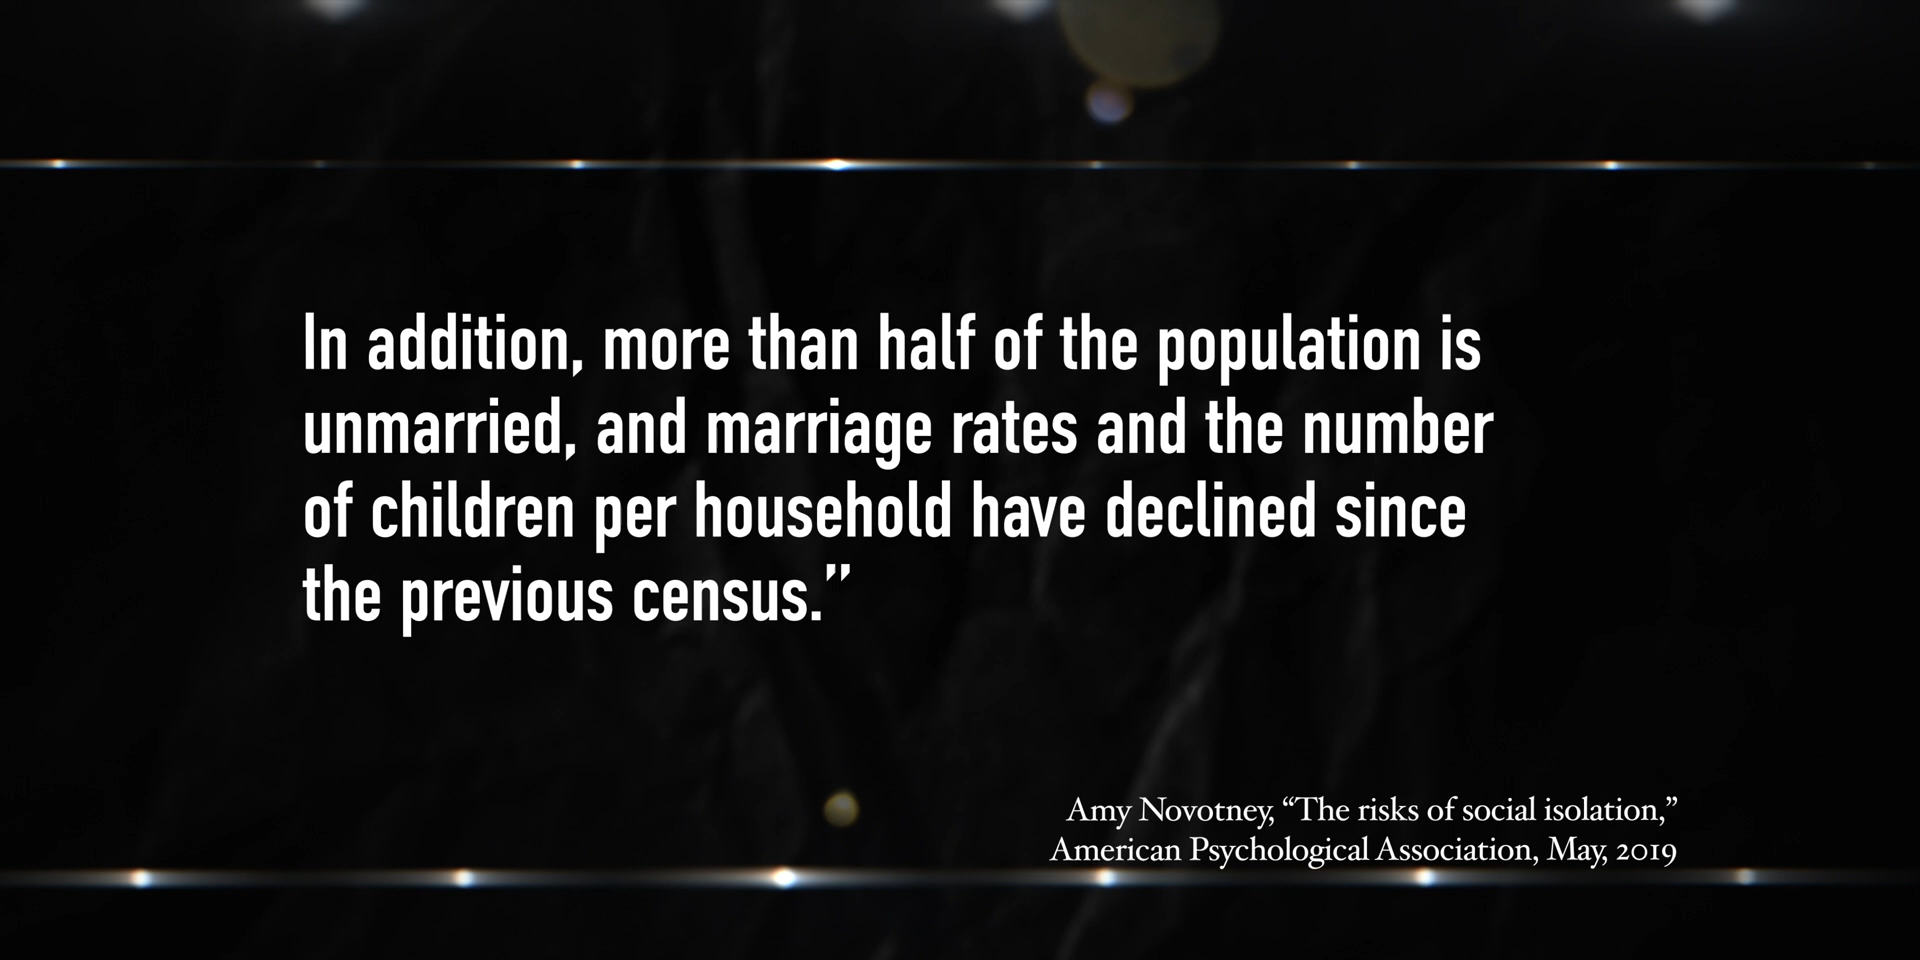 In addition, more than half of the population is
unmarried, and marriage rates and the number
of children per household have declined since
the previous census.”
Amy Novotney, “The risks of social isolation,”
American Psychological Association, May, 2019